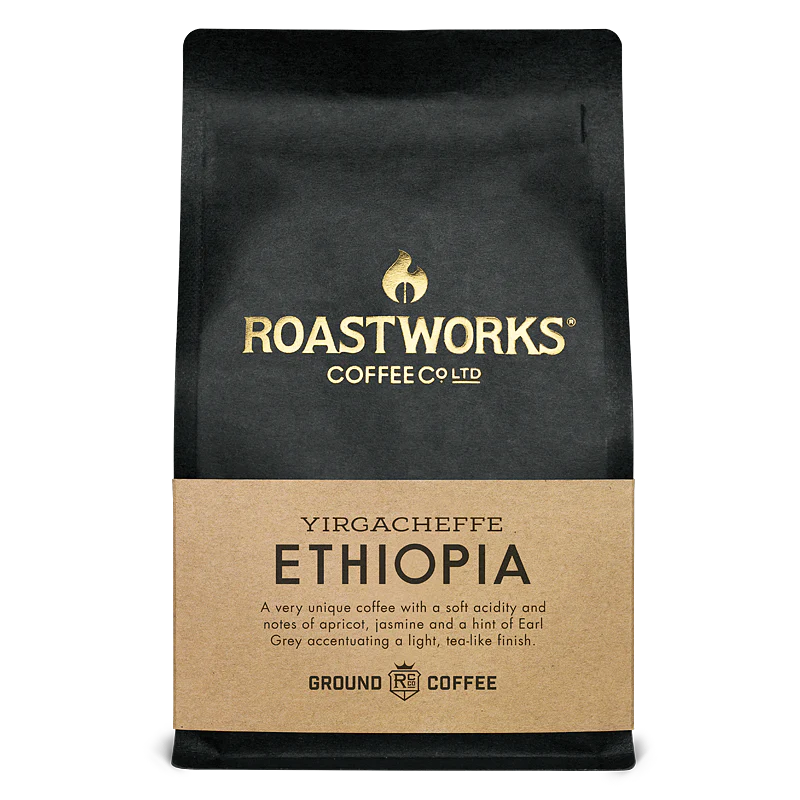 ROASTWORKS®
COFFEE Co LTD
YIRGACHEFFE
ETHIOPIA
A very unique coffee with a soft acidity and
notes of apricot, jasmine and a hint of Earl
Grey accentuating a light, tea-like finish.
GROUND RCCO COFFEE